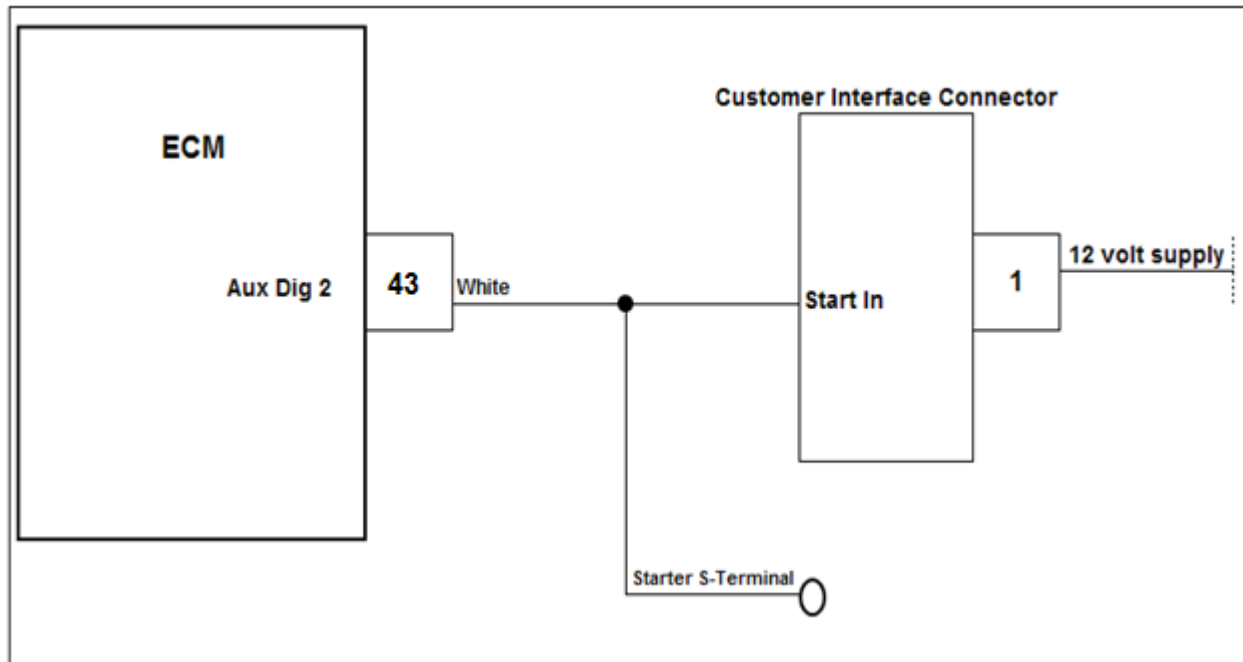 Customer Interface Connector
ECM
12 volt supply
Aux Dig 2
43
White
Start In
1
Starter S-Terminal